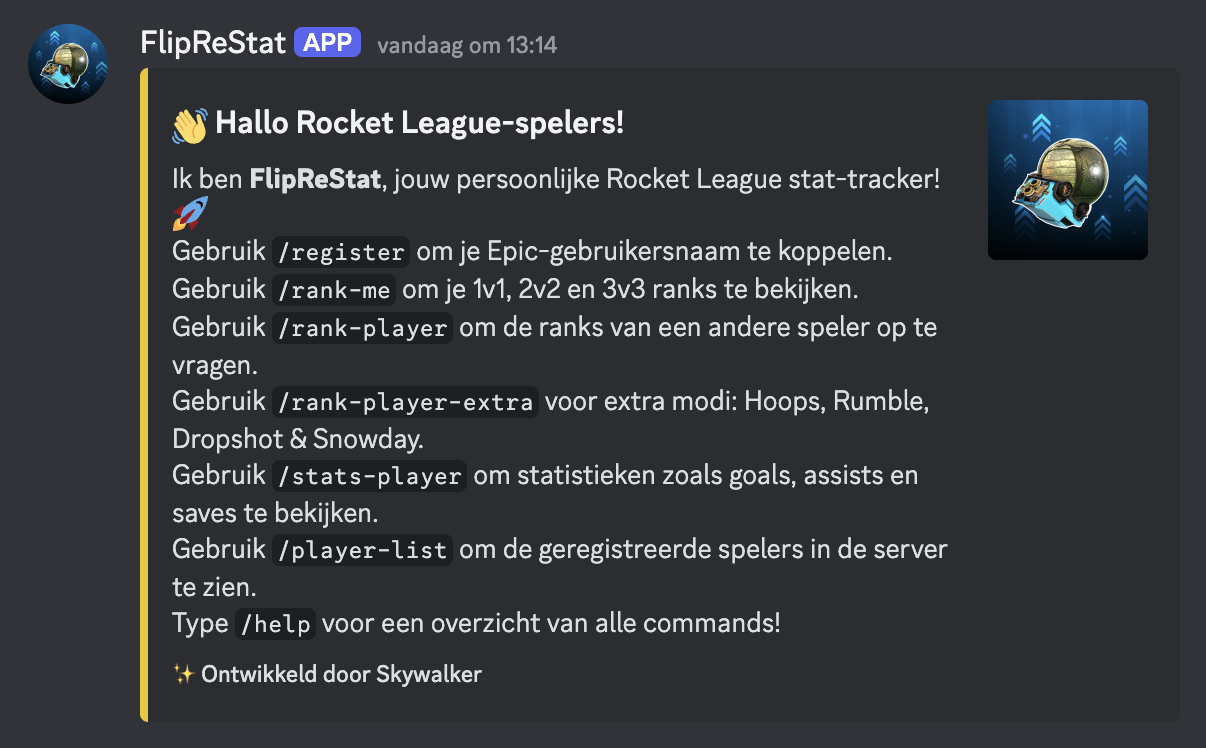 FlipReStat APP vandaag om 13:14
👋 Hallo Rocket League-spelers!
Ik ben FlipReStat, jouw persoonlijke Rocket League stat-tracker!
🚀
Gebruik /register om je Epic-gebruikersnaam te koppelen.
Gebruik /rank-me om je 1v1, 2v2 en 3v3 ranks te bekijken.
Gebruik /rank-player om de ranks van een andere speler op te
vragen.
Gebruik /rank-player-extra voor extra modi: Hoops, Rumble,
Dropshot & Snowday.
Gebruik /stats-player om statistieken zoals goals, assists en
saves te bekijken.
Gebruik /player-list om de geregistreerde spelers in de server
te zien.
Type /help voor een overzicht van alle commands!
✨ Ontwikkeld door Skywalker